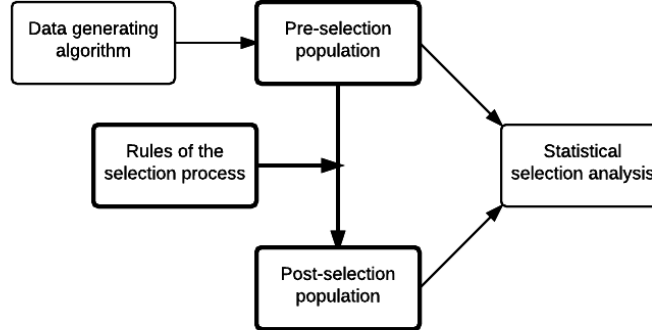 Data generating
algorithm
Pre-selection
population
Rules of the
selection process
Statistical
selection analysis
Post-selection
population